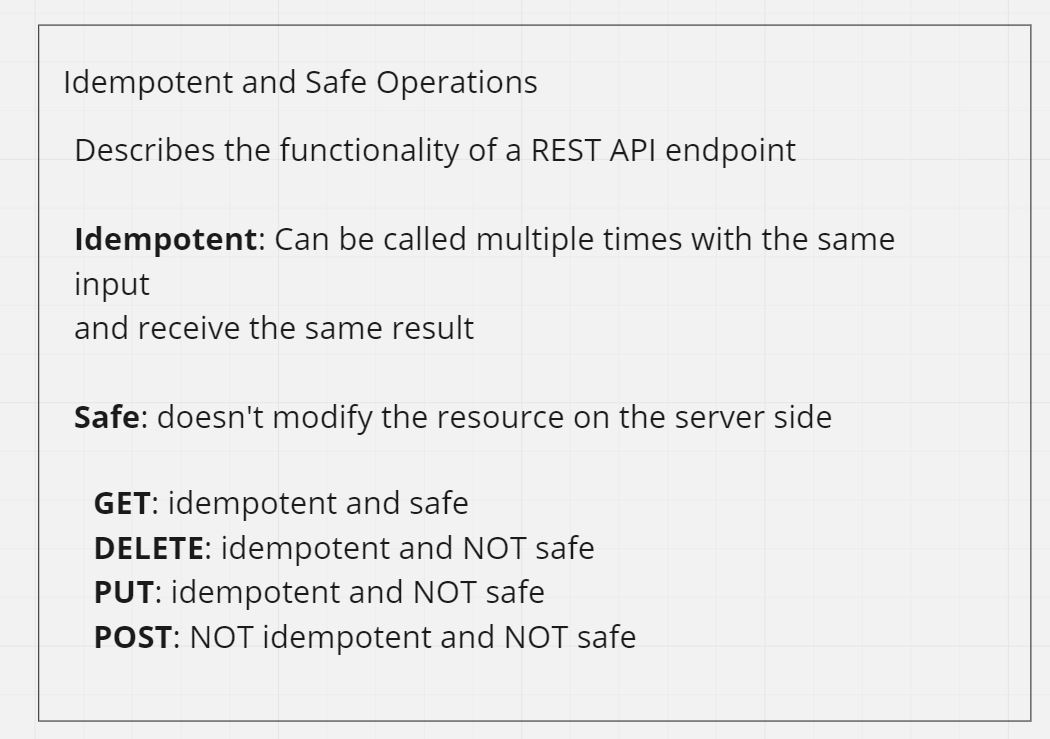 Idempotent and Safe Operations
Describes the functionality of a REST API endpoint
Idempotent: Can be called multiple times with the same
input
and receive the same result
Safe: doesn't modify the resource on the server side
GET: idempotent and safe
DELETE: idempotent and NOT safe
PUT: idempotent and NOT safe
POST: NOT idempotent and NOT safe